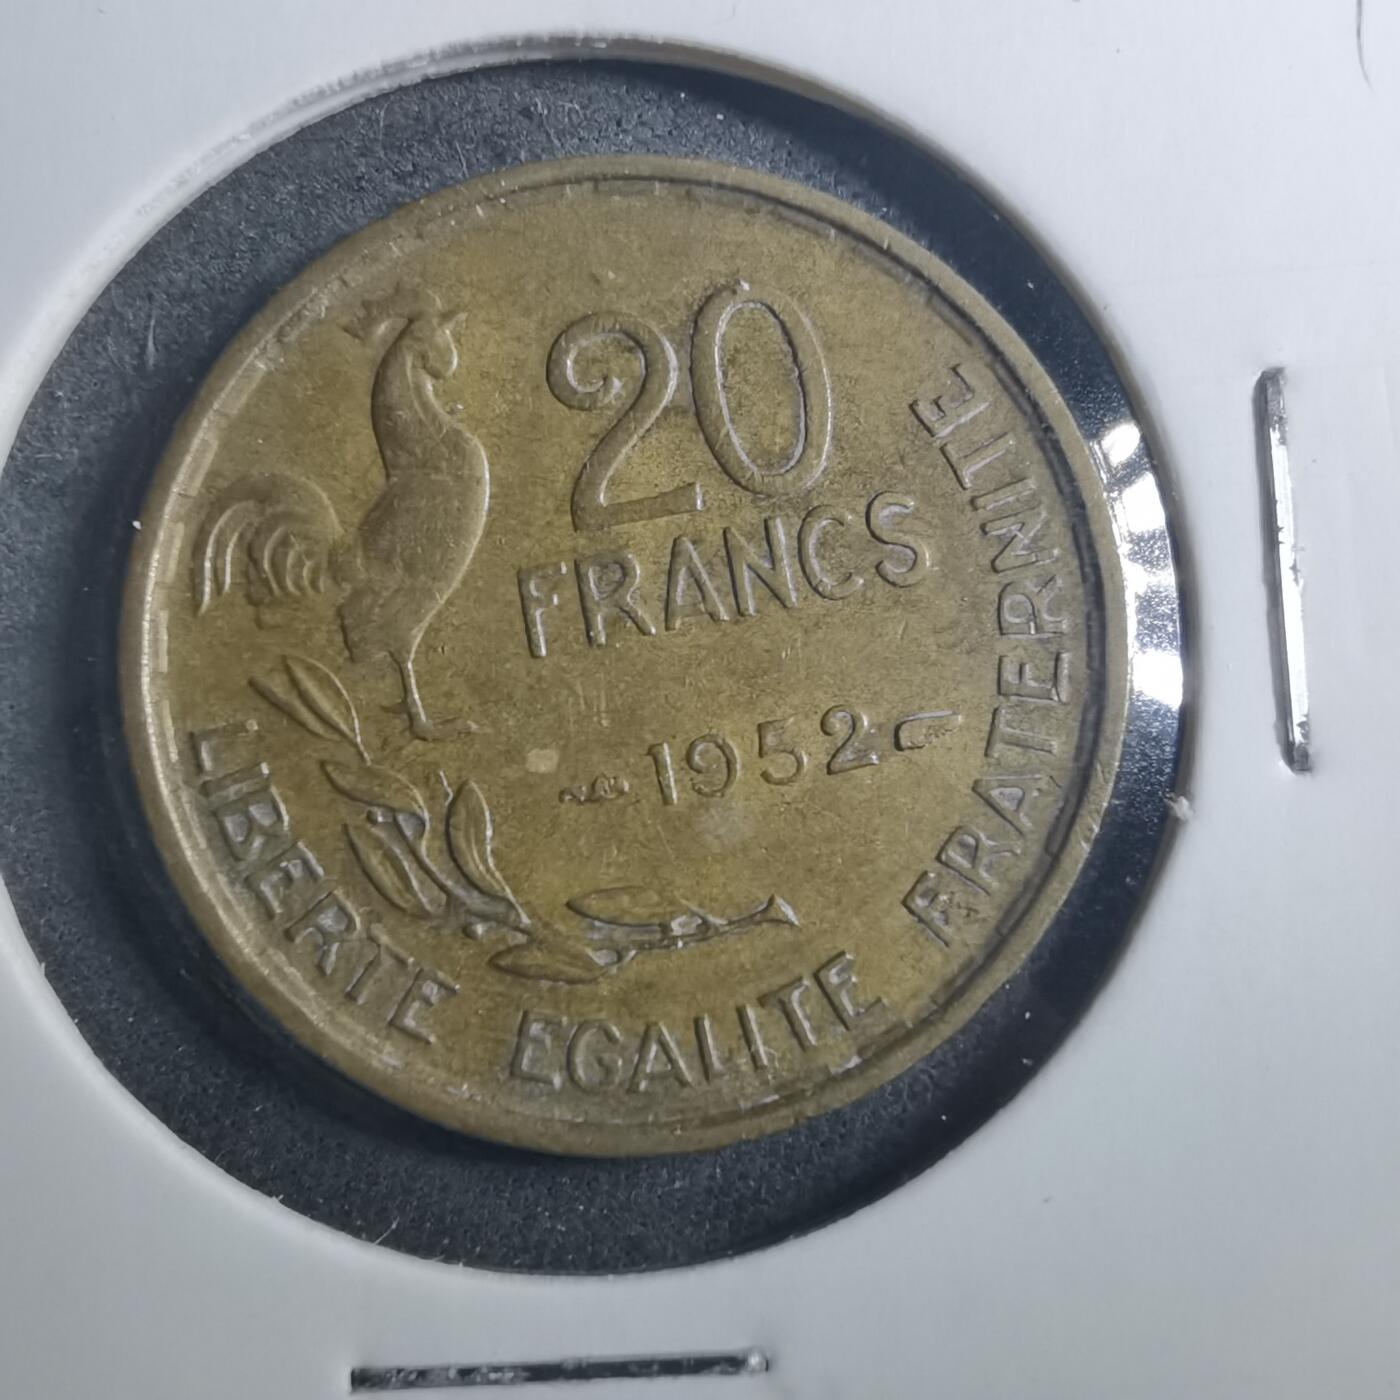 20
FRANCS
1952
LIBERTE EGALITE FRATERNITE